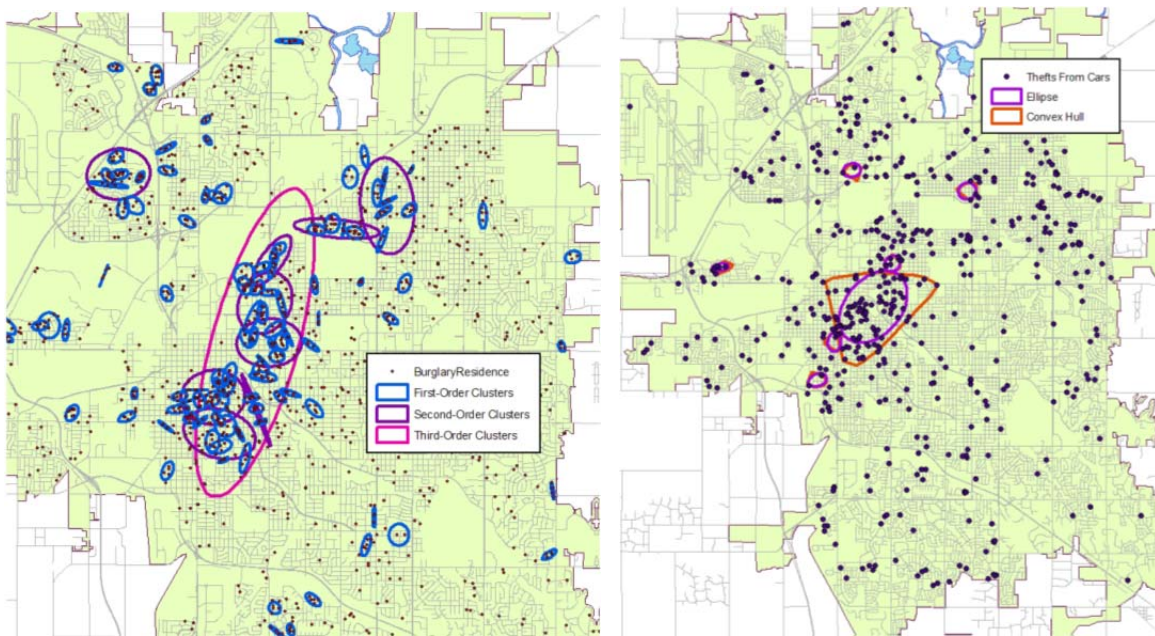 BurglaryResidence
First-Order Clusters
Second-Order Clusters
Third-Order Clusters
Thefts From Cars
Ellipse
Convex Hull